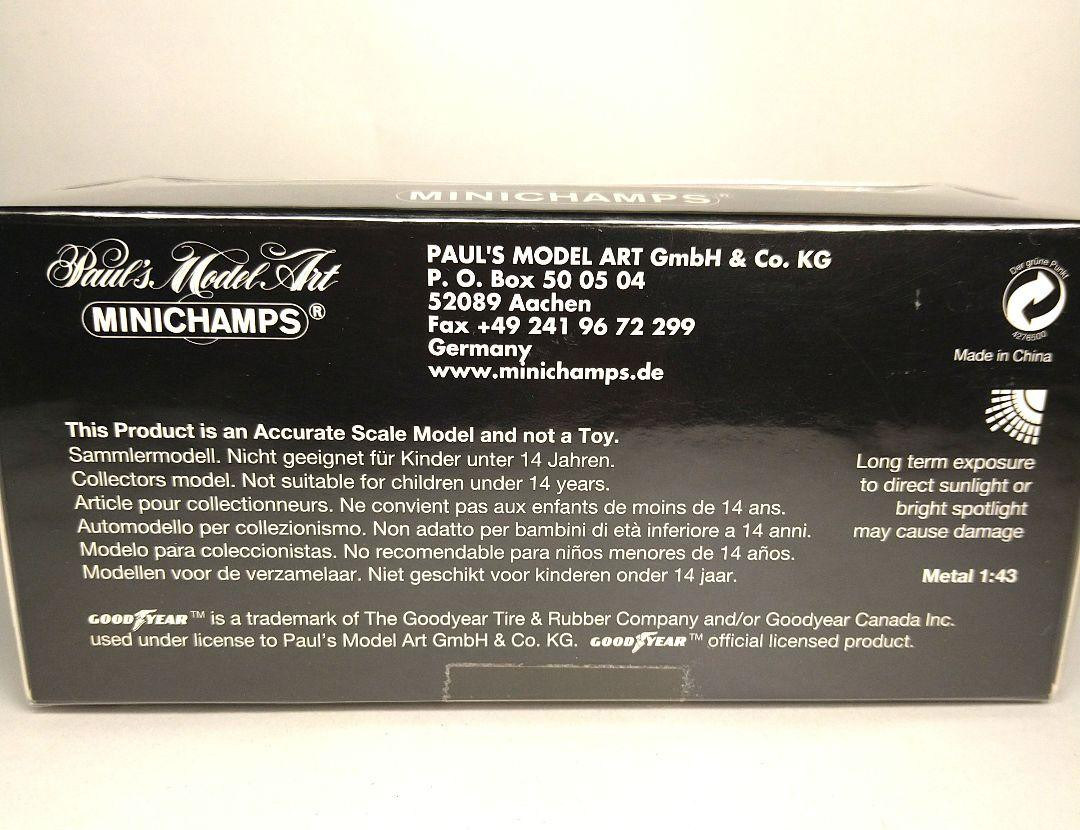 MINICHAMPS®
Paul's Model Art
MINICHAMPS®
PAUL'S MODEL ART GmbH & Co. KG
P. O. Box 50 05 04
52089 Aachen
Fax +49 241 96 72 299
Germany
www.minichamps.de
Der grüne Punkt
4276500
Made in China
This Product is an Accurate Scale Model and not a Toy.
Sammlermodell. Nicht geeignet für Kinder unter 14 Jahren.
Collectors model. Not suitable for children under 14 years.
Article pour collectionneurs. Ne convient pas aux enfants de moins de 14 ans.
Automodello per collezionismo. Non adatto per bambini di età inferiore a 14 anni.
Modelo para coleccionistas. No recomendable para niños menores de 14 años.
Modellen voor de verzamelaar. Niet geschikt voor kinderen onder 14 jaar.
Long term exposure
to direct sunlight or
bright spotlight
may cause damage
Metal 1:43
GOODYEAR™ is a trademark of The Goodyear Tire & Rubber Company and/or Goodyear Canada Inc.
used under license to Paul's Model Art GmbH & Co. KG. GOODYEAR™ official licensed product.